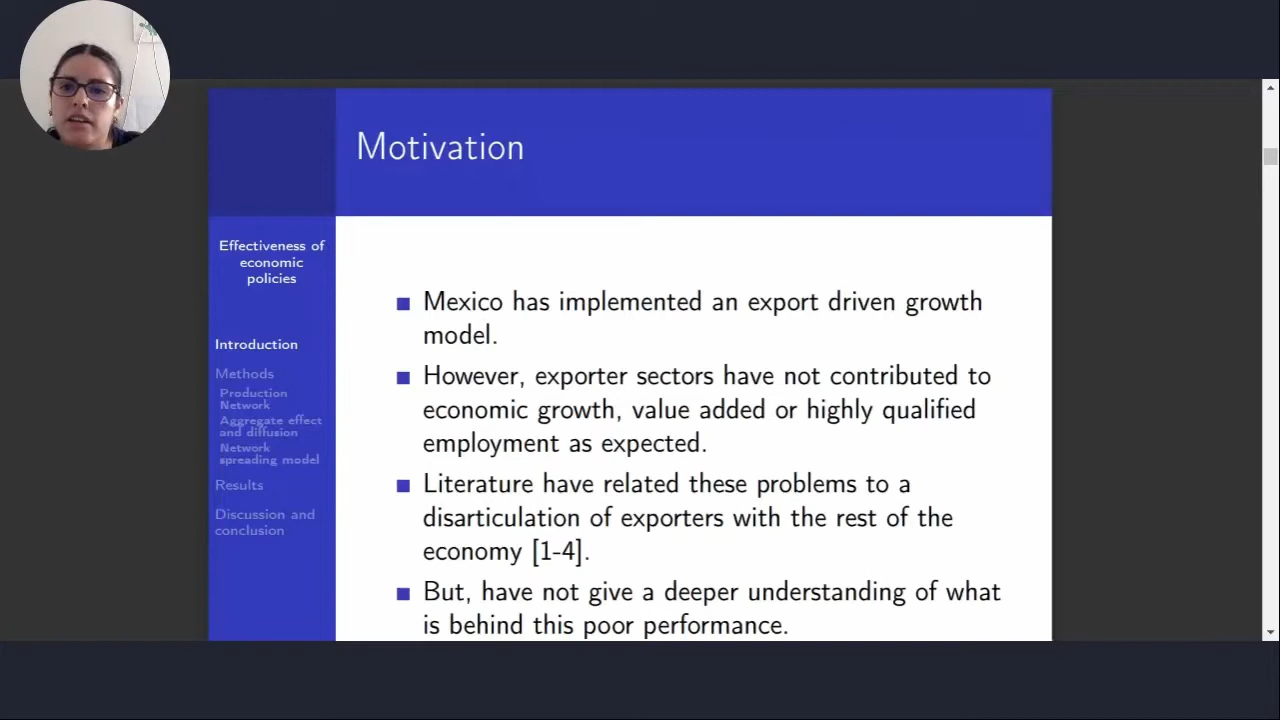 Motivation
Effectiveness of
economic
policies
Introduction
Methods
Production
Network
Aggregate effect
and diffusion
Network
spreading model
Results
Discussion and
conclusion
Mexico has implemented an export driven growth
model.
However, exporter sectors have not contributed to
economic growth, value added or highly qualified
employment as expected.
Literature have related these problems to a
disarticulation of exporters with the rest of the
economy [1-4].
But, have not give a deeper understanding of what
is behind this poor performance.